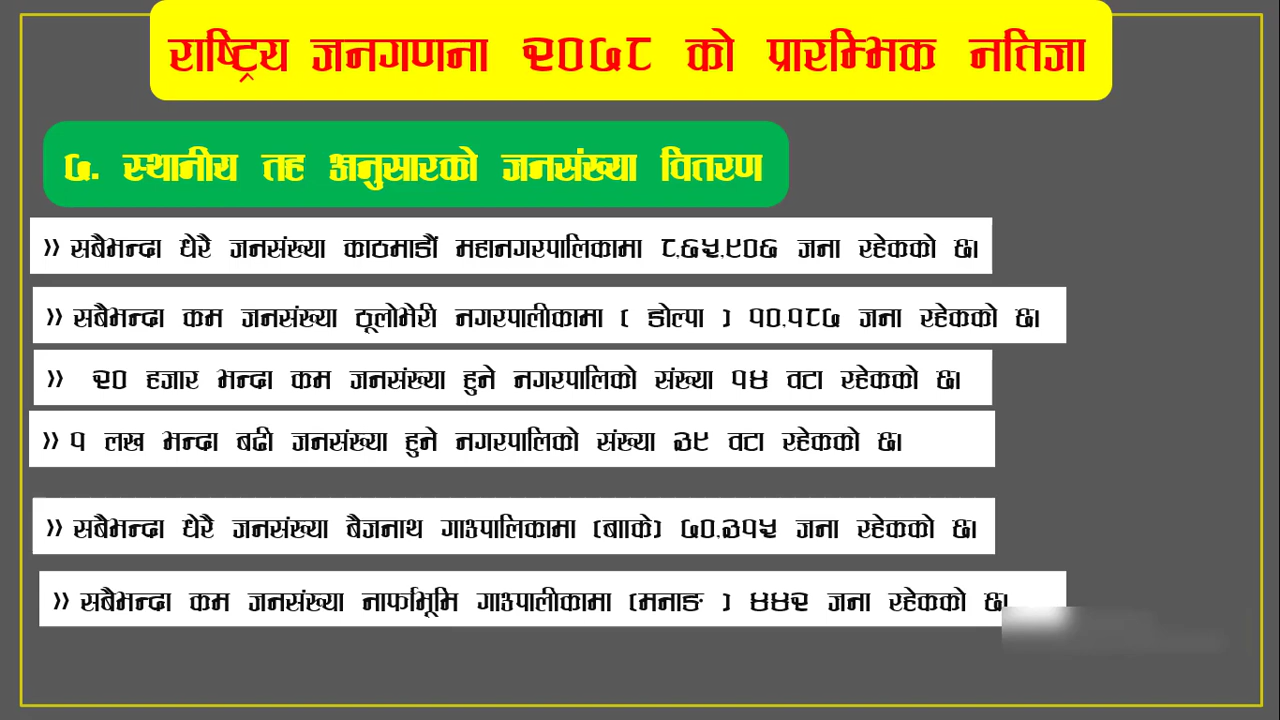 राष्ट्रिय जनगणना २०७८ को प्रारम्भिक नतिजा
७. स्थानीय तह अनुसारको जनसंख्या वितरण
» सबैभन्दा धेरै जनसंख्या काठमाडौं महानगरपालिकामा ८,६५,९०६ जना रहेकको छ।
» सबैभन्दा कम जनसंख्या ठूलोभेरी नगरपालीकामा ( डोल्पा ) १०,१८७ जना रहेकको छ।
» २० हजार भन्दा कम जनसंख्या हुने नगरपालिको संख्या १४ वटा रहेकको छ।
» १ लख भन्दा बढी जनसंख्या हुने नगरपालिको संख्या ३९ वटा रहेकको छ।
» सबैभन्दा धेरै जनसंख्या बैजनाथ गाउपालिकामा (बााके) ७०,३१५ जना रहेकको छ।
» सबैभन्दा कम जनसंख्या नार्फाभूमि गाउपालीकामा (मनाङ ) ४४२ जना रहेकको छ।